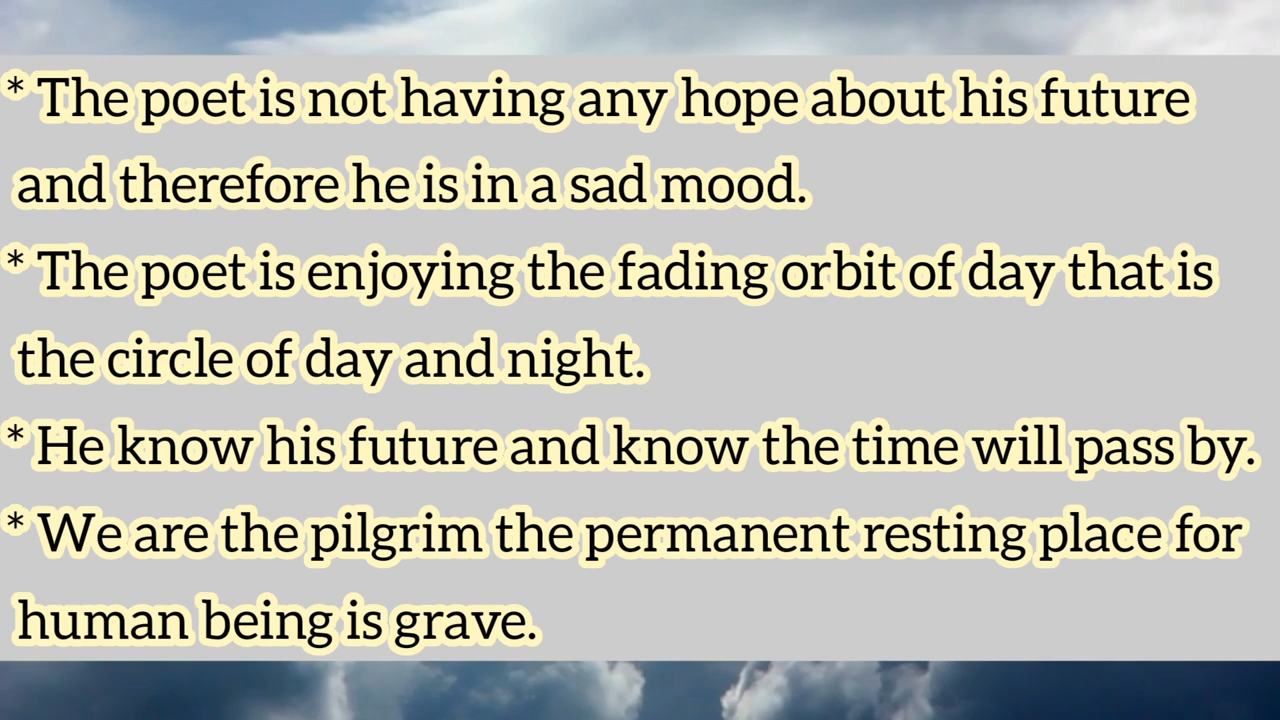 * The poet is not having any hope about his future
and therefore he is in a sad mood.
* The poet is enjoying the fading orbit of day that is
the circle of day and night.
* He know his future and know the time will pass by.
* We are the pilgrim the permanent resting place for
human being is grave.